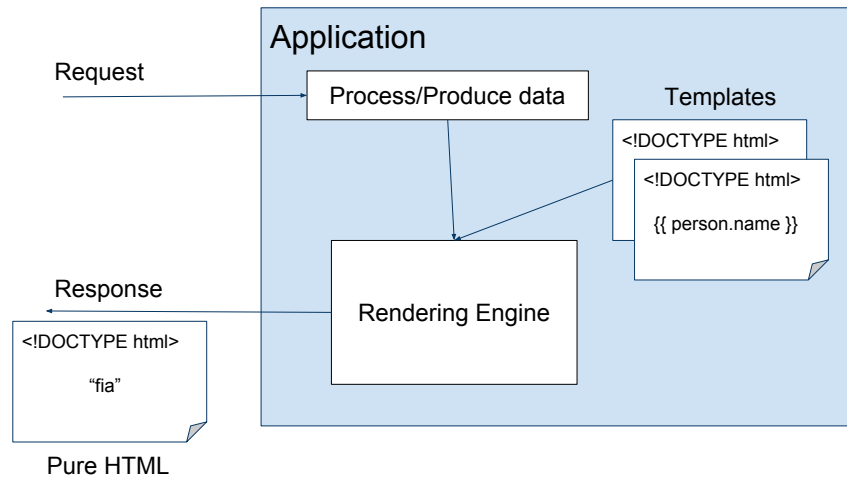 Application
Request
Process/Produce data
Templates
<!DOCTYPE html>
<!DOCTYPE html>
{{ person.name }}
Response
Rendering Engine
<!DOCTYPE html>
“fia”
Pure HTML